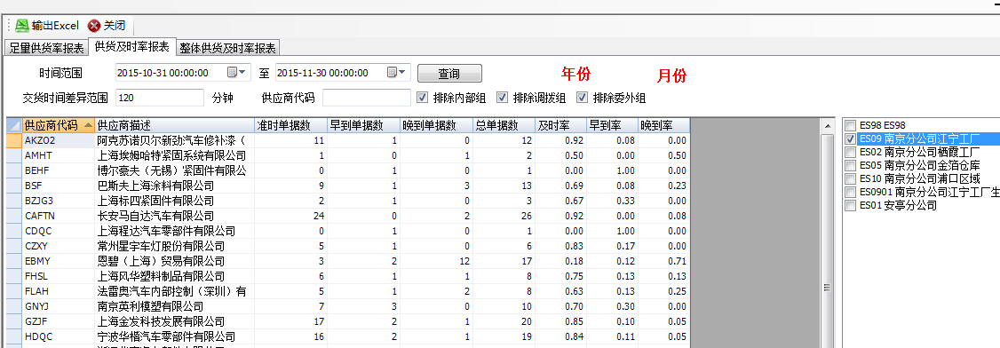 输出Excel 关闭
足量供货率报表 供货及时率报表 整体供货及时率报表
时间范围 2015-10-31 00:00:00 至 2015-11-30 00:00:00 查询 年份 月份
交货时间差异范围 120 分钟 供应商代码 排除内部组 排除调拨组 排除委外组
供应商代码 供应商描述 准时单据数 早到单据数 晚到单据数 总单据数 及时率 早到率 晚到率
AKZO2 阿克苏诺贝尔新劲汽车修补漆( 11 1 0 12 0.92 0.08 0.00
AMHT 上海埃姆哈特紧固系统有限公司 1 0 1 2 0.50 0.00 0.50
BEHF 博尔豪夫(无锡)紧固件有限公 0 1 0 1 0.00 1.00 0.00
BSF 巴斯夫上海涂料有限公司 9 1 3 13 0.69 0.08 0.23
BZJG3 上海标四紧固件有限公司 2 1 0 3 0.67 0.33 0.00
CAFTN 长安马自达汽车有限公司 24 0 2 26 0.92 0.00 0.08
CDQC 上海程达汽车零部件有限公司 0 1 0 1 0.00 1.00 0.00
CZXY 常州星宇车灯股份有限公司 5 1 0 6 0.83 0.17 0.00
EBMY 恩碧(上海)贸易有限公司 3 2 12 17 0.18 0.12 0.71
FHSL 上海风华塑料制品有限公司 6 1 1 8 0.75 0.13 0.13
FLAH 法雷奥汽车内部控制(深圳)有 5 1 2 8 0.63 0.13 0.25
GNYJ 南京英利模塑有限公司 7 3 0 10 0.70 0.30 0.00
GZJF 上海金发科技发展有限公司 17 2 1 20 0.85 0.10 0.05
HDQC 宁波华楷汽车零部件有限公司 16 2 1 19 0.84 0.11 0.05
ES98 ES98
ES09 南京分公司江宁工厂
ES02 南京分公司栖霞工厂
ES05 南京分公司金箔仓库
ES10 南京分公司浦口区域
ES0901 南京分公司江宁工厂生
ES01 安亭分公司